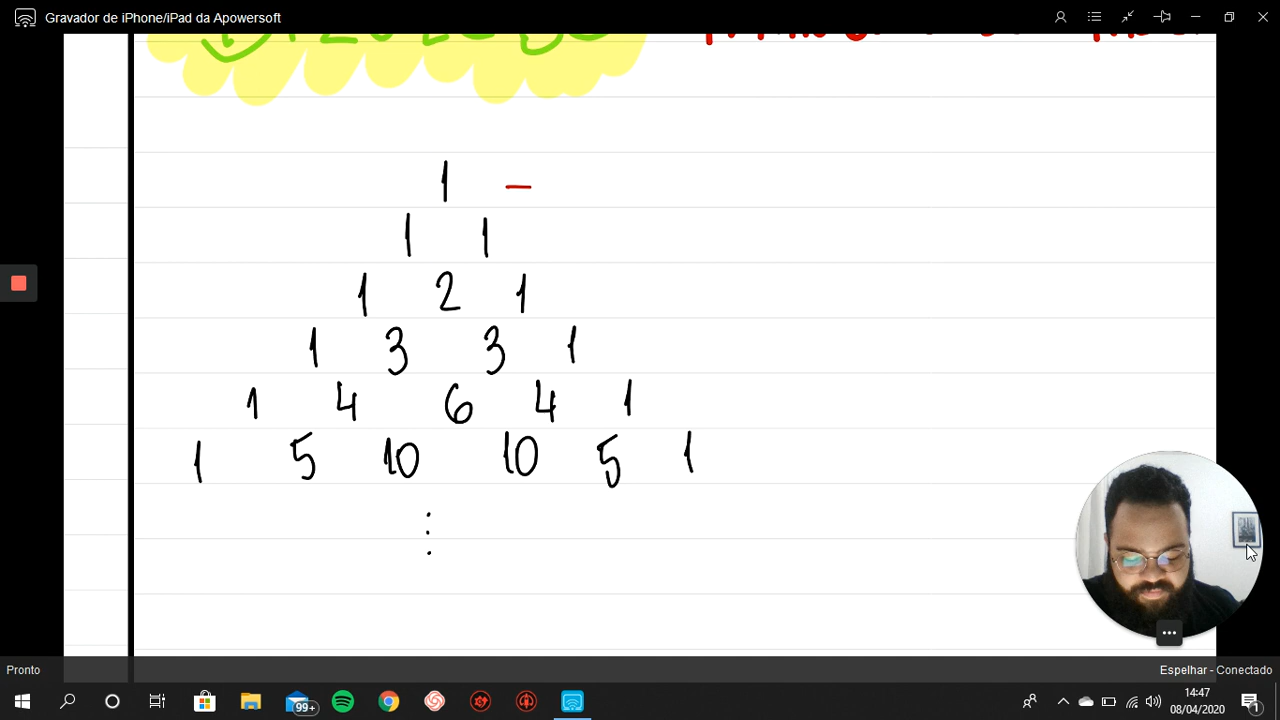 Gravador de iPhone/iPad da Apowersoft
1 –
1 1
1 2 1
1 3 3 1
1 4 6 4 1
1 5 10 10 5 1
⋮
Pronto
Espelhar - Conectado
99+
14:47
08/04/2020
1